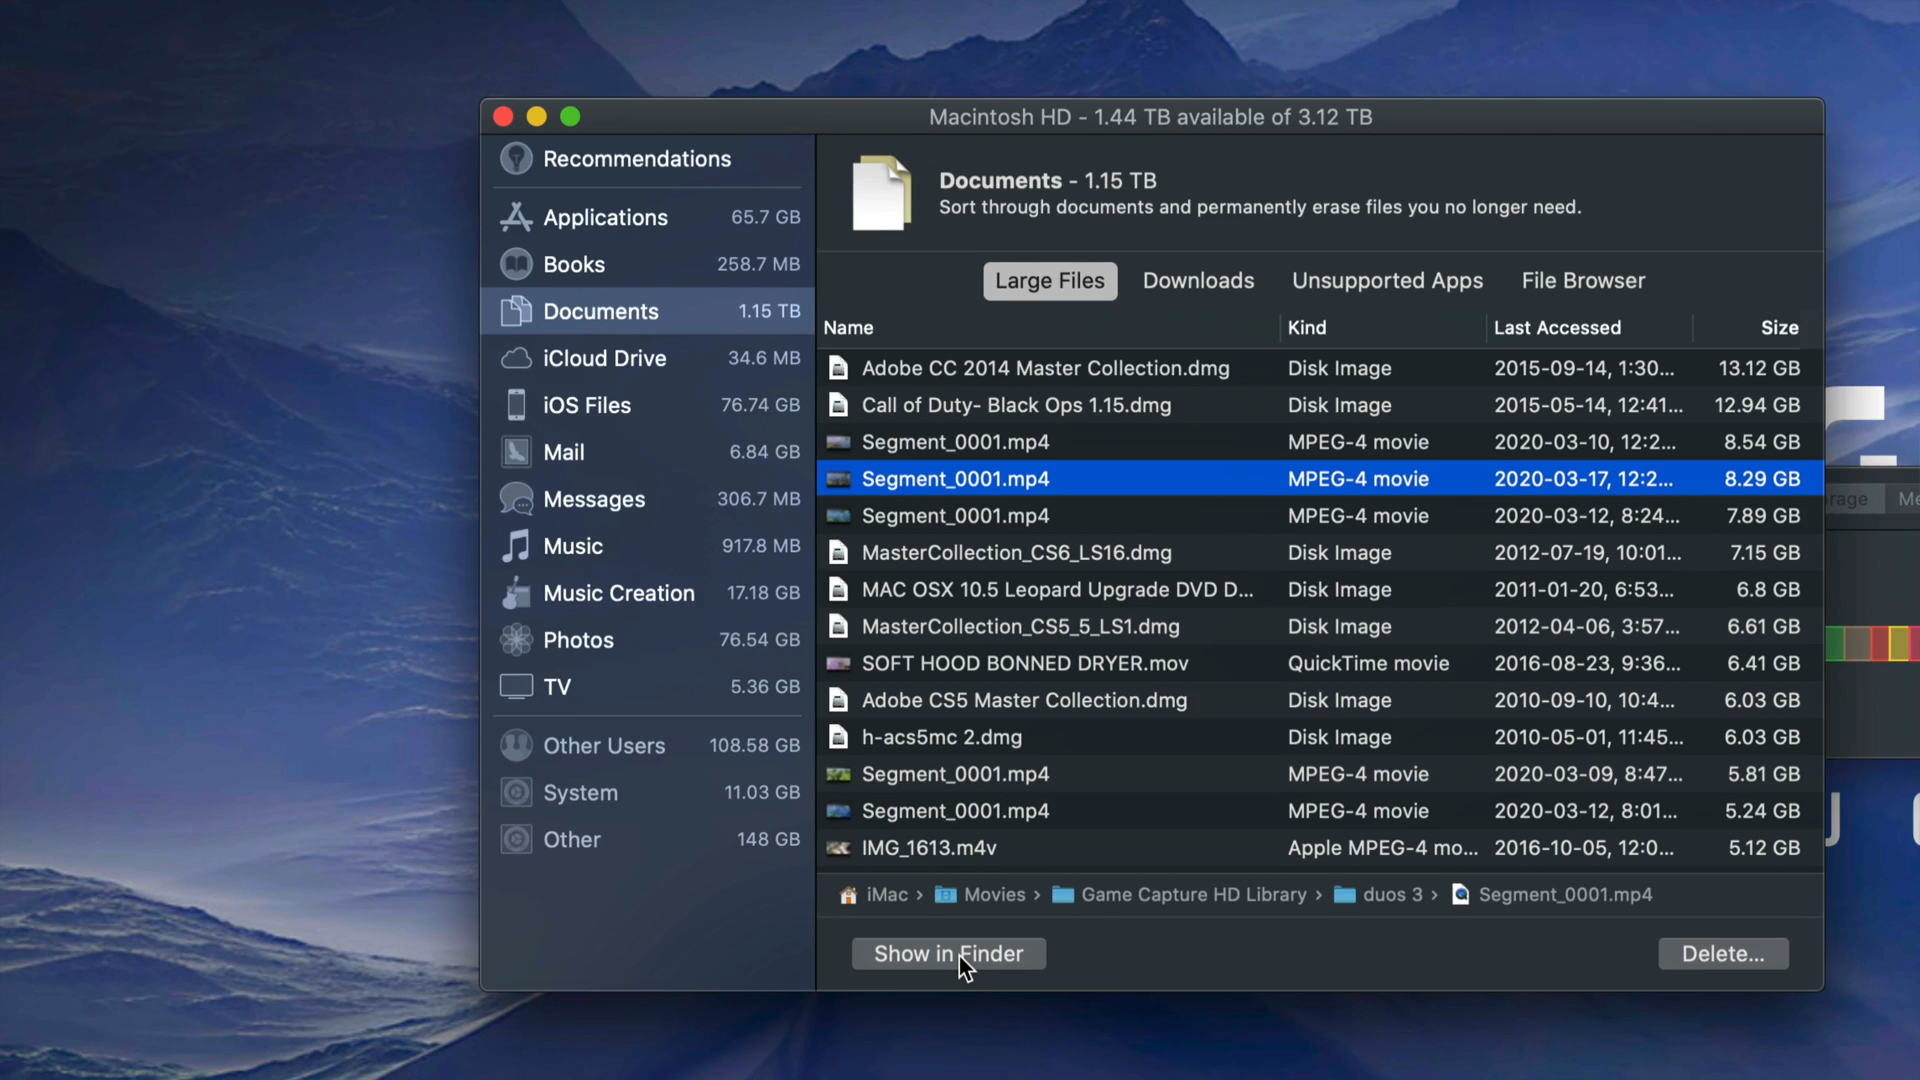 Macintosh HD - 1.44 TB available of 3.12 TB
Recommendations
Applications 65.7 GB
Books 258.7 MB
Documents 1.15 TB
iCloud Drive 34.6 MB
iOS Files 76.74 GB
Mail 6.84 GB
Messages 306.7 MB
Music 917.8 MB
Music Creation 17.18 GB
Photos 76.54 GB
TV 5.36 GB
Other Users 108.58 GB
System 11.03 GB
Other 148 GB
Documents - 1.15 TB
Sort through documents and permanently erase files you no longer need.
Large Files Downloads Unsupported Apps File Browser
Name Kind Last Accessed Size
Adobe CC 2014 Master Collection.dmg Disk Image 2015-09-14, 1:30... 13.12 GB
Call of Duty- Black Ops 1.15.dmg Disk Image 2015-05-14, 12:41... 12.94 GB
Segment_0001.mp4 MPEG-4 movie 2020-03-10, 12:2... 8.54 GB
Segment_0001.mp4 MPEG-4 movie 2020-03-17, 12:2... 8.29 GB
Segment_0001.mp4 MPEG-4 movie 2020-03-12, 8:24... 7.89 GB
MasterCollection_CS6_LS16.dmg Disk Image 2012-07-19, 10:01... 7.15 GB
MAC OSX 10.5 Leopard Upgrade DVD D... Disk Image 2011-01-20, 6:53... 6.8 GB
MasterCollection_CS5_5_LS1.dmg Disk Image 2012-04-06, 3:57... 6.61 GB
SOFT HOOD BONNED DRYER.mov QuickTime movie 2016-08-23, 9:36... 6.41 GB
Adobe CS5 Master Collection.dmg Disk Image 2010-09-10, 10:4... 6.03 GB
h-acs5mc 2.dmg Disk Image 2010-05-01, 11:45... 6.03 GB
Segment_0001.mp4 MPEG-4 movie 2020-03-09, 8:47... 5.81 GB
Segment_0001.mp4 MPEG-4 movie 2020-03-12, 8:01... 5.24 GB
IMG_1613.m4v Apple MPEG-4 mo... 2016-10-05, 12:0... 5.12 GB
iMac › Movies › Game Capture HD Library › duos 3 › Segment_0001.mp4
Show in Finder Delete...